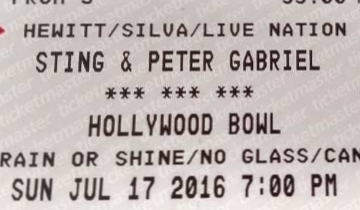 HEWITT/SILVA/LIVE NATION
STING & PETER GABRIEL
*** *** ***
HOLLYWOOD BOWL
RAIN OR SHINE/NO GLASS/CAN
SUN JUL 17 2016 7:00 PM